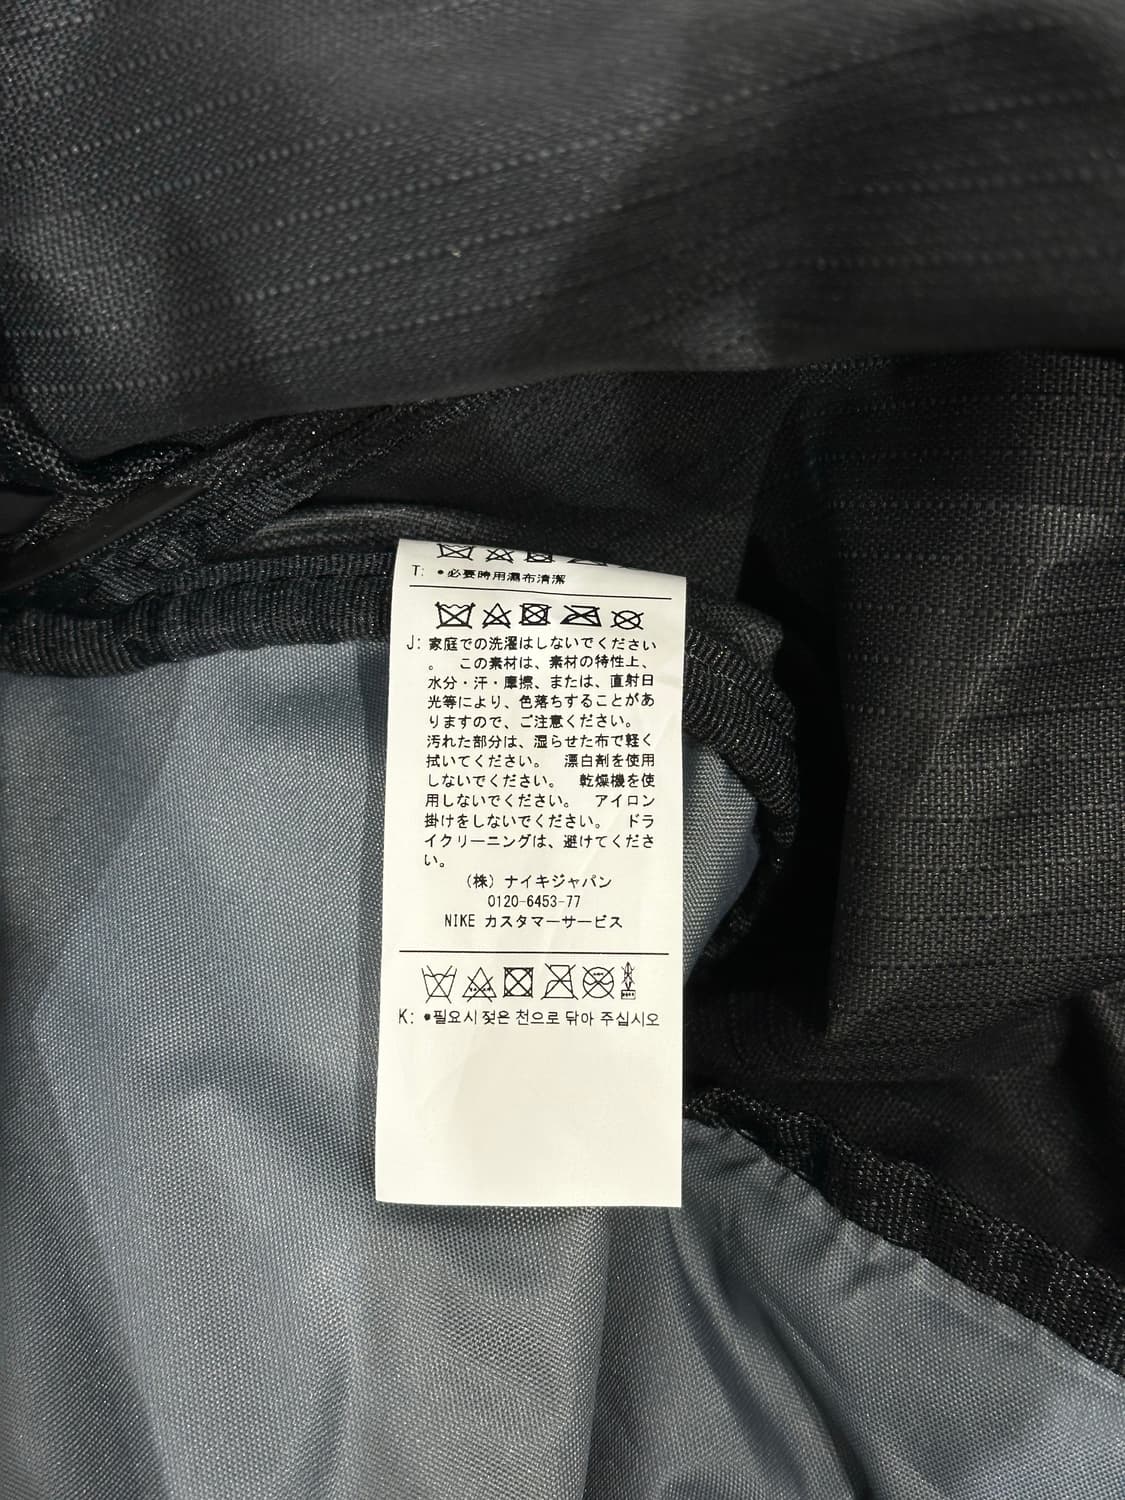 T: •必要時用濕布清潔
J: 家庭での洗濯はしないでください
。 この素材は、素材の特性上、
水分・汗・摩擦、または、直射日
光等により、色落ちすることがあ
りますので、ご注意ください。
汚れた部分は、湿らせた布で軽く
拭いてください。 漂白剤を使用
しないでください。 乾燥機を使
用しないでください。 アイロン
掛けをしないでください。 ドラ
イクリーニングは、避けてくださ
い。
(株) ナイキジャパン
0120-6453-77
NIKE カスタマーサービス
K: •필요시 젖은 천으로 닦아 주십시오